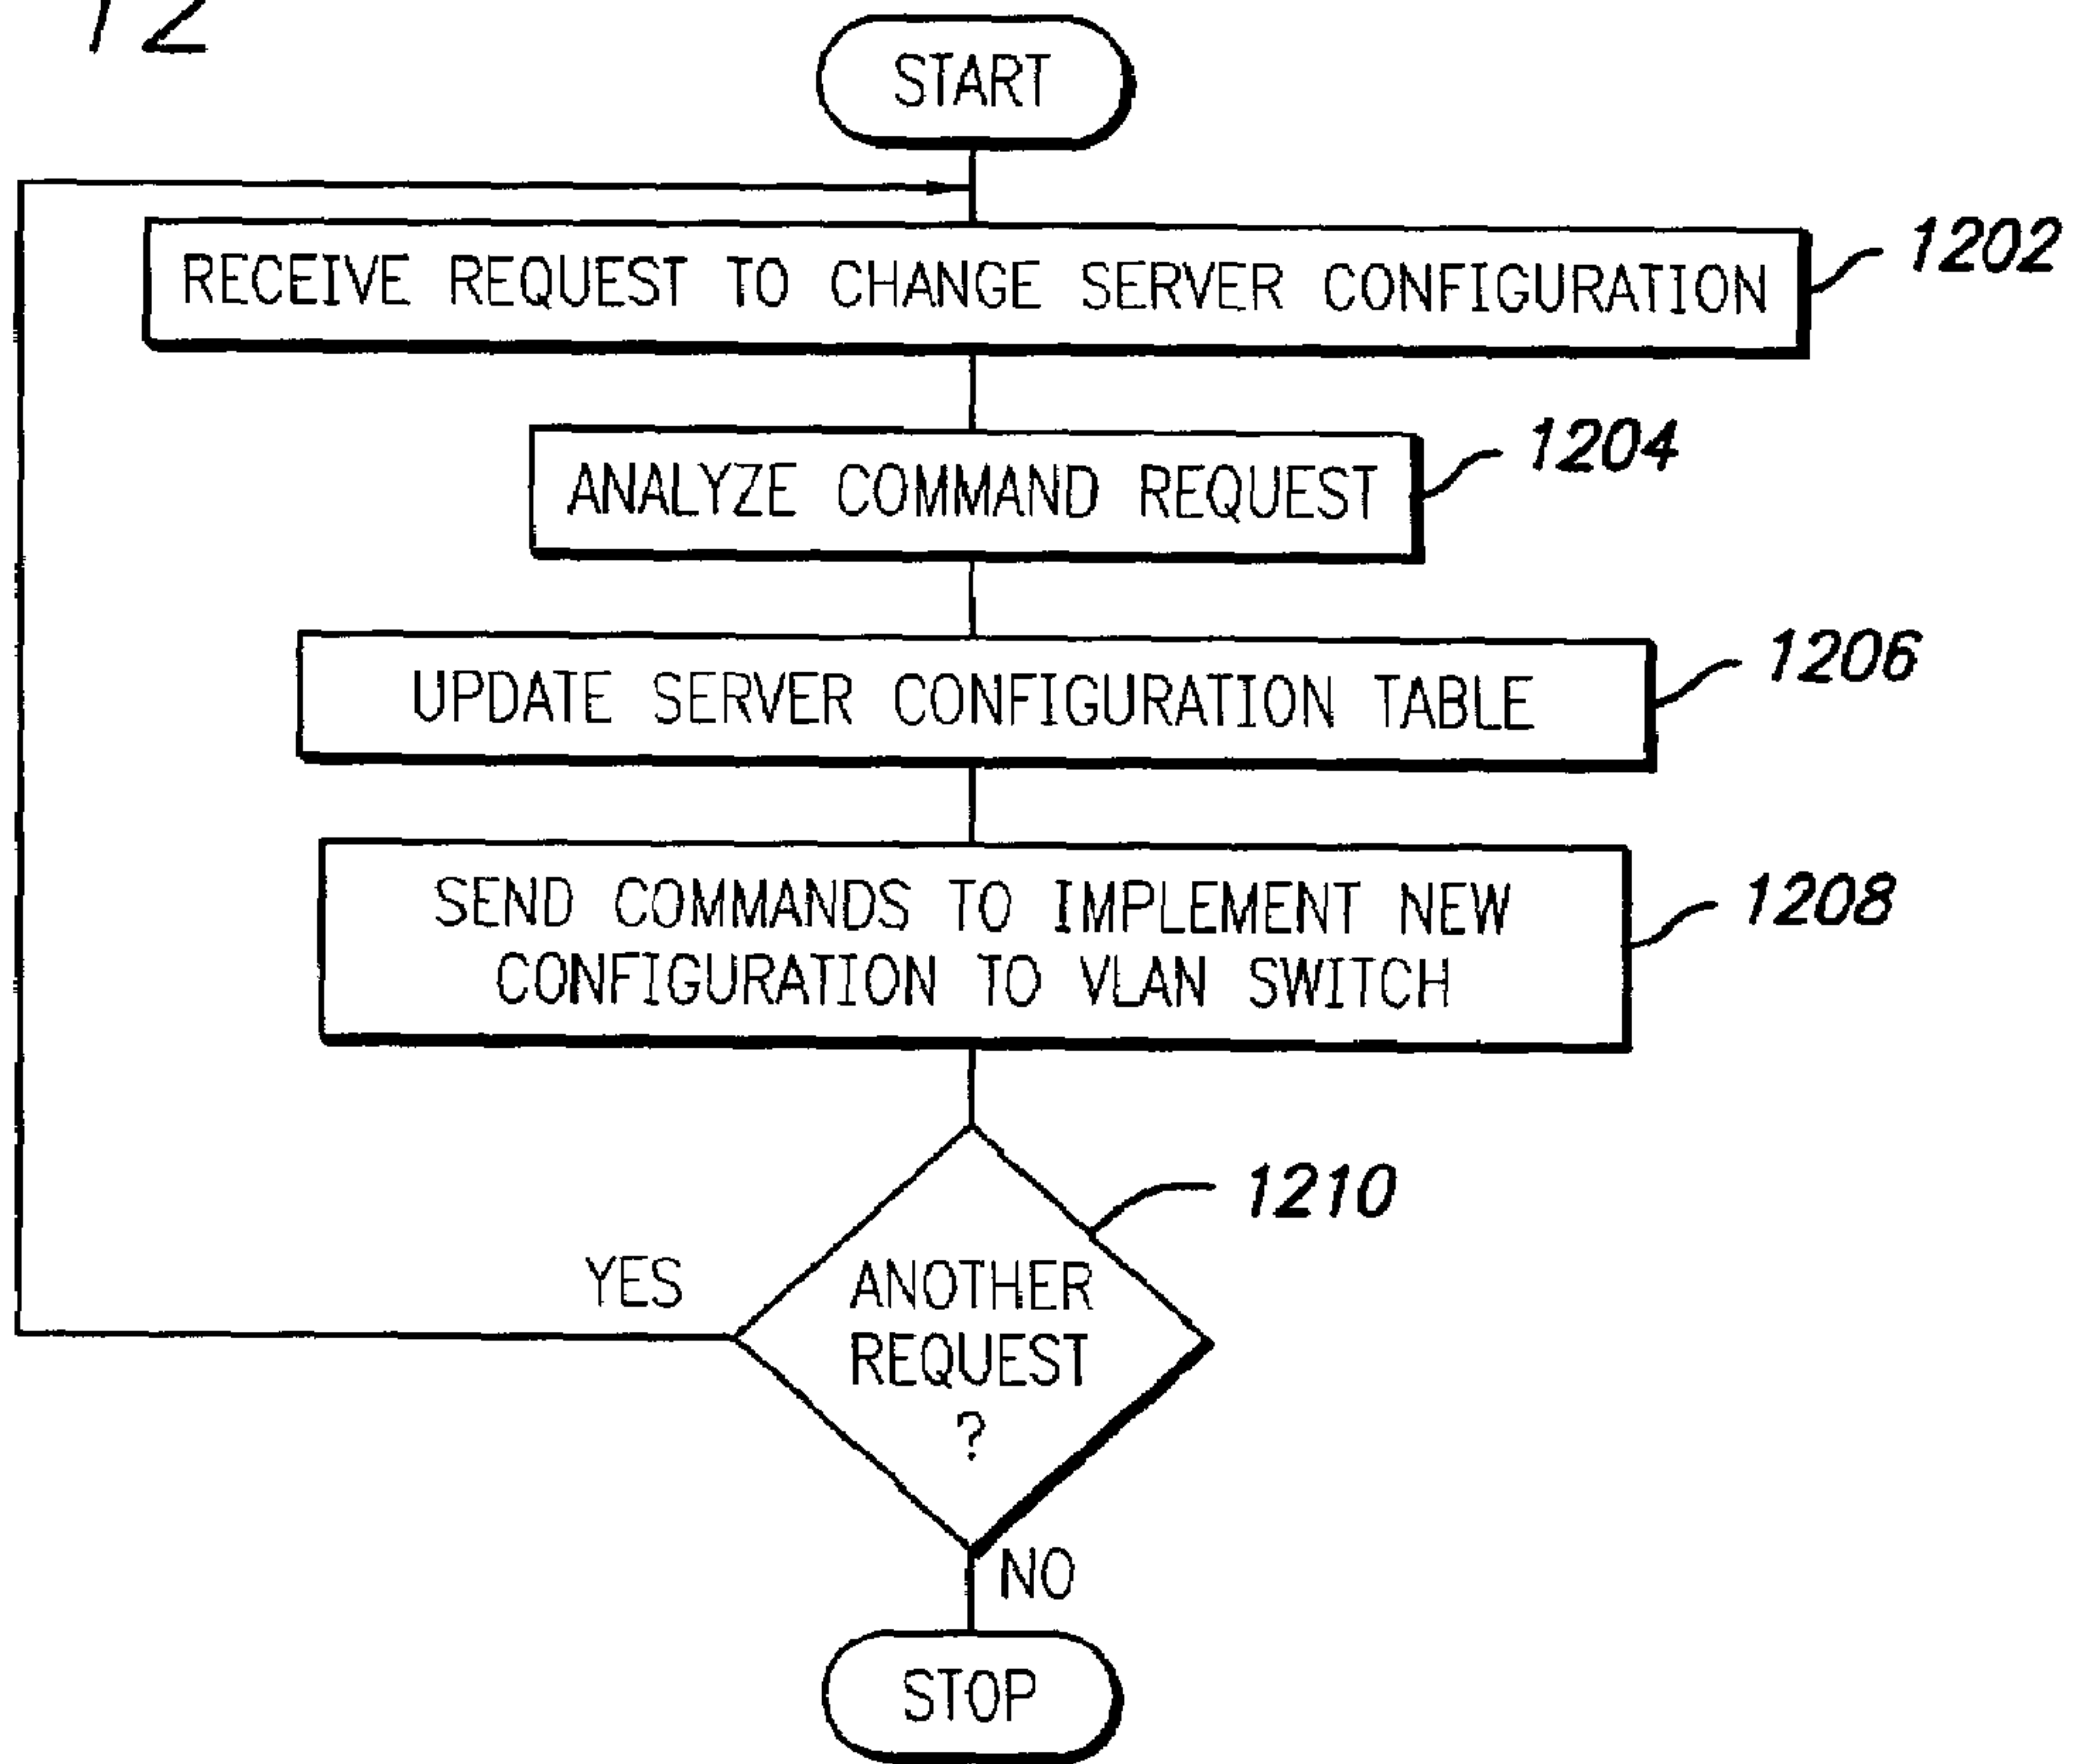 12
START
RECEIVE REQUEST TO CHANGE SERVER CONFIGURATION
1202
ANALYZE COMMAND REQUEST
1204
UPDATE SERVER CONFIGURATION TABLE
1206
SEND COMMANDS TO IMPLEMENT NEW
CONFIGURATION TO VLAN SWITCH
1208
1210
YES
ANOTHER
REQUEST
?
NO
STOP